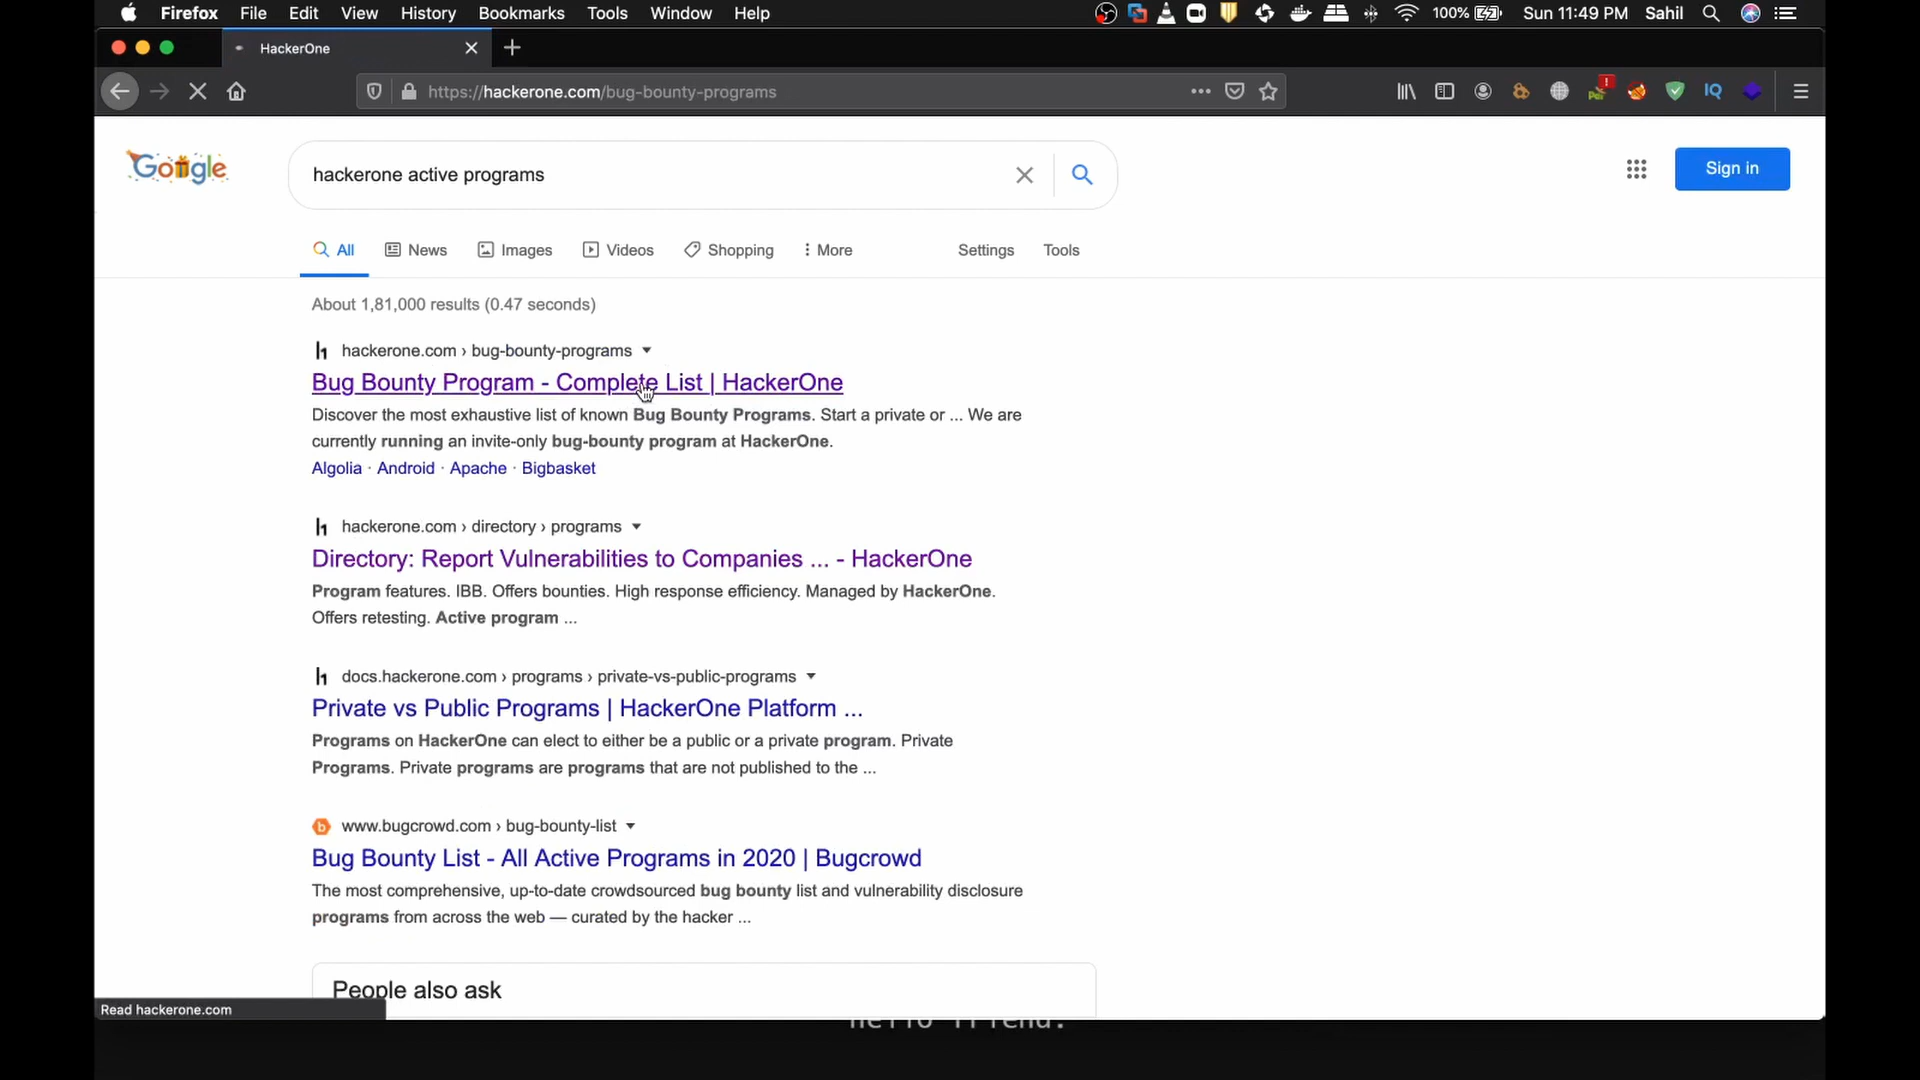 Firefox File Edit View History Bookmarks Tools Window Help 100% Sun 11:49 PM Sahil
HackerOne
https://hackerone.com/bug-bounty-programs
Google
hackerone active programs
Sign in
All News Images Videos Shopping More Settings Tools
About 1,81,000 results (0.47 seconds)
hackerone.com › bug-bounty-programs
Bug Bounty Program - Complete List | HackerOne
Discover the most exhaustive list of known Bug Bounty Programs. Start a private or ... We are
currently running an invite-only bug-bounty program at HackerOne.
Algolia · Android · Apache · Bigbasket
hackerone.com › directory › programs
Directory: Report Vulnerabilities to Companies ... - HackerOne
Program features. IBB. Offers bounties. High response efficiency. Managed by HackerOne.
Offers retesting. Active program ...
docs.hackerone.com › programs › private-vs-public-programs
Private vs Public Programs | HackerOne Platform ...
Programs on HackerOne can elect to either be a public or a private program. Private
Programs. Private programs are programs that are not published to the ...
www.bugcrowd.com › bug-bounty-list
Bug Bounty List - All Active Programs in 2020 | Bugcrowd
The most comprehensive, up-to-date crowdsourced bug bounty list and vulnerability disclosure
programs from across the web — curated by the hacker ...
People also ask
Read hackerone.com